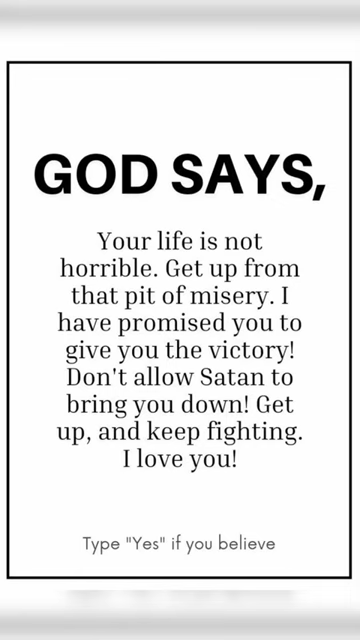 GOD SAYS,
Your life is not
horrible. Get up from
that pit of misery. I
have promised you to
give you the victory!
Don't allow Satan to
bring you down! Get
up, and keep fighting.
I love you!
Type "Yes" if you believe